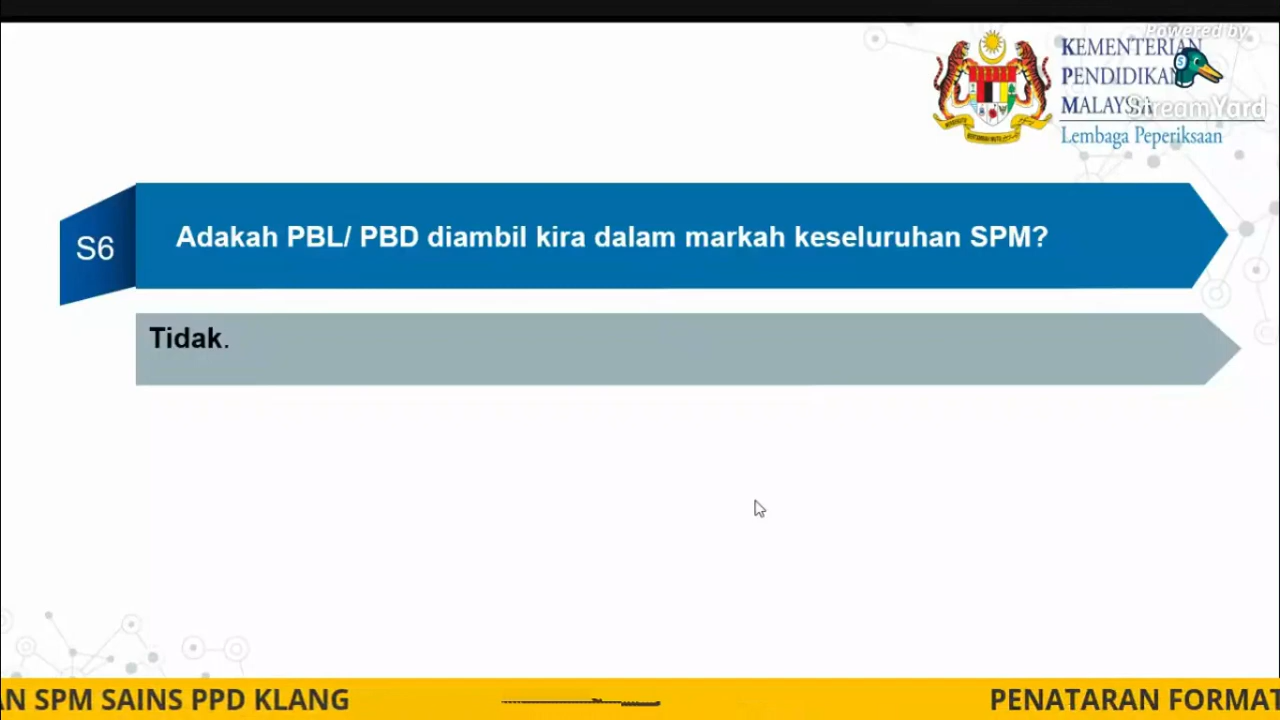 Powered by
KEMENTERIAN
PENDIDIKAN
MALAYSIA
StreamYard
Lembaga Peperiksaan
S6
Adakah PBL/ PBD diambil kira dalam markah keseluruhan SPM?
Tidak.
AN SPM SAINS PPD KLANG
PENATARAN FORMAT